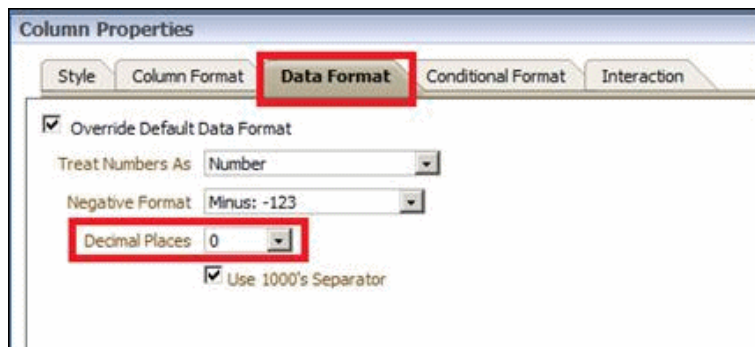 Column Properties
Style Column Format Data Format Conditional Format Interaction
Override Default Data Format
Treat Numbers As Number
Negative Format Minus: -123
Decimal Places 0
Use 1000's Separator